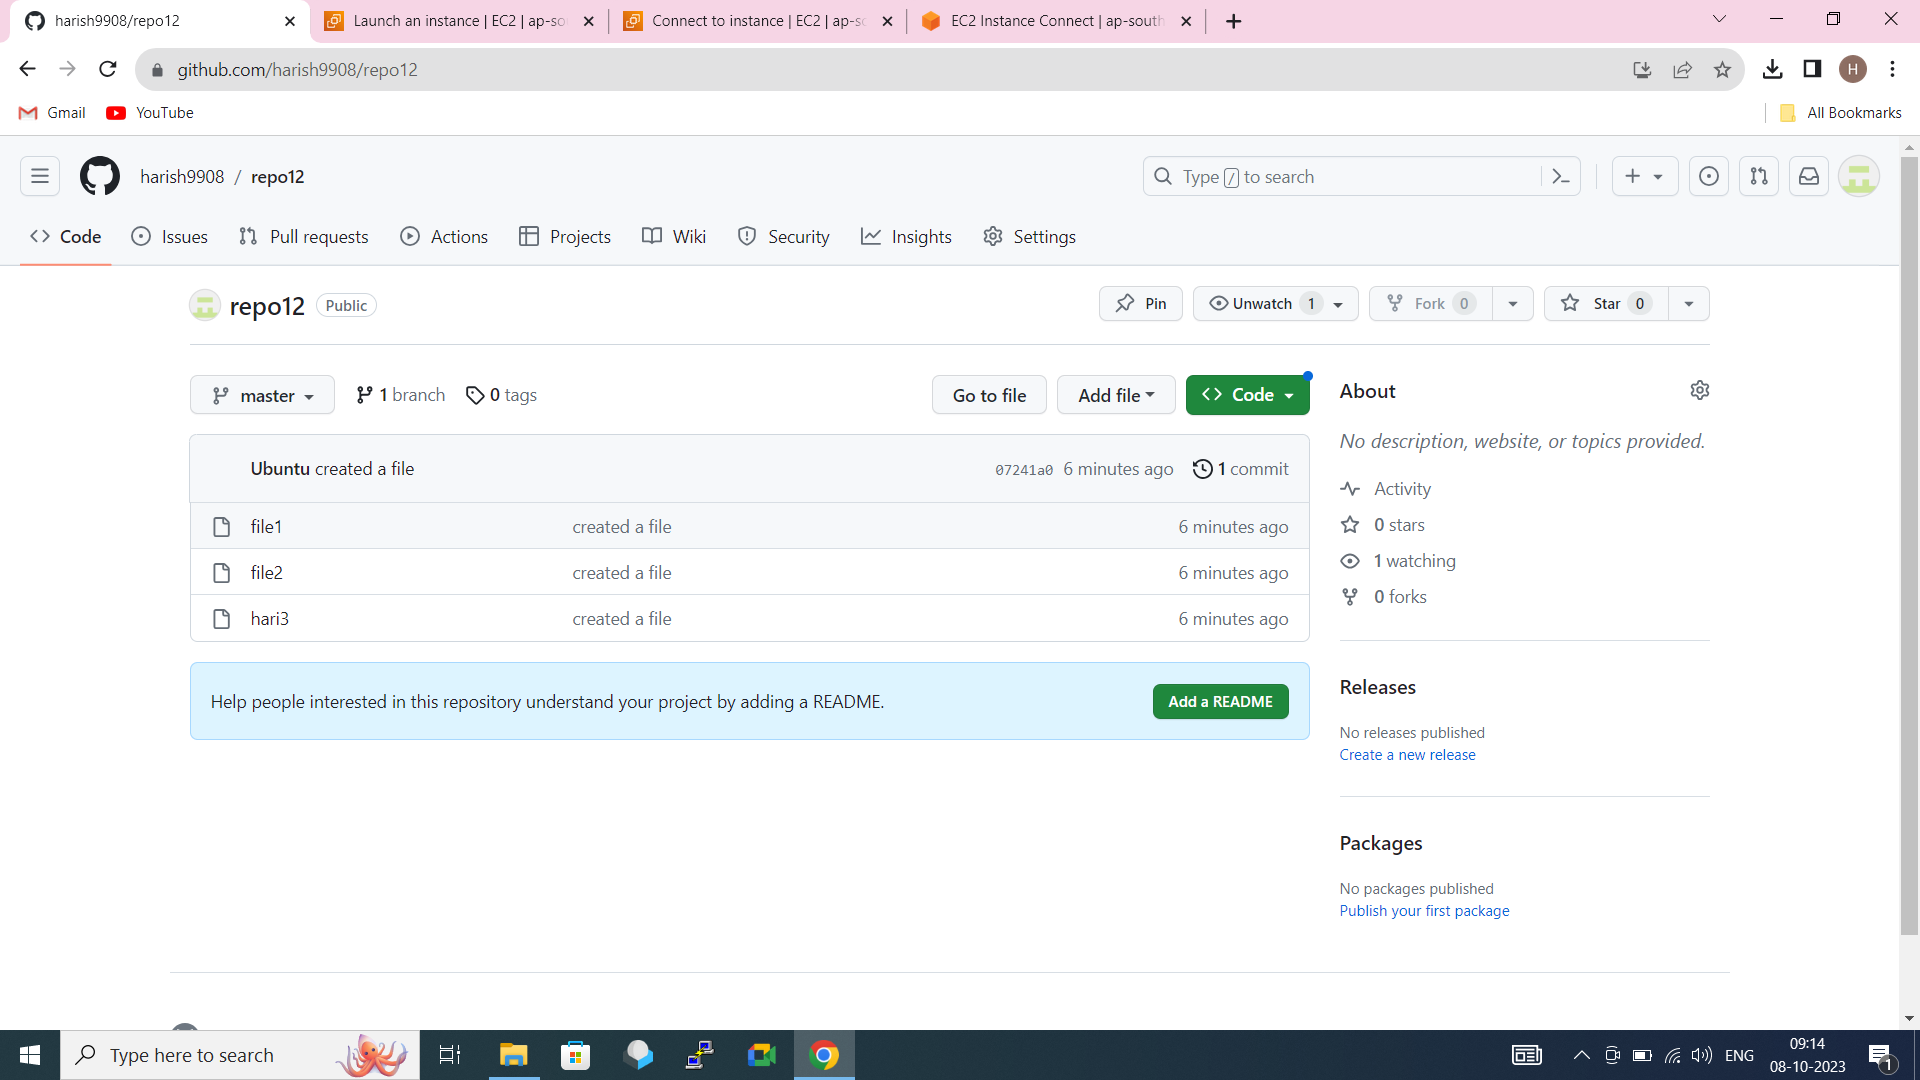 harish9908/repo12
Launch an instance | EC2 | ap-so
Connect to instance | EC2 | ap-so
EC2 Instance Connect | ap-south
github.com/harish9908/repo12
H
Gmail
YouTube
All Bookmarks
harish9908 / repo12
Type / to search
Code
Issues
Pull requests
Actions
Projects
Wiki
Security
Insights
Settings
repo12 Public
Pin
Unwatch 1
Fork 0
Star 0
master
1 branch
0 tags
Go to file
Add file
Code
Ubuntu created a file
07241a0 6 minutes ago
1 commit
file1 created a file 6 minutes ago
file2 created a file 6 minutes ago
hari3 created a file 6 minutes ago
Help people interested in this repository understand your project by adding a README.
Add a README
About
No description, website, or topics provided.
Activity
0 stars
1 watching
0 forks
Releases
No releases published
Create a new release
Packages
No packages published
Publish your first package
Type here to search
ENG
09:14
08-10-2023
1